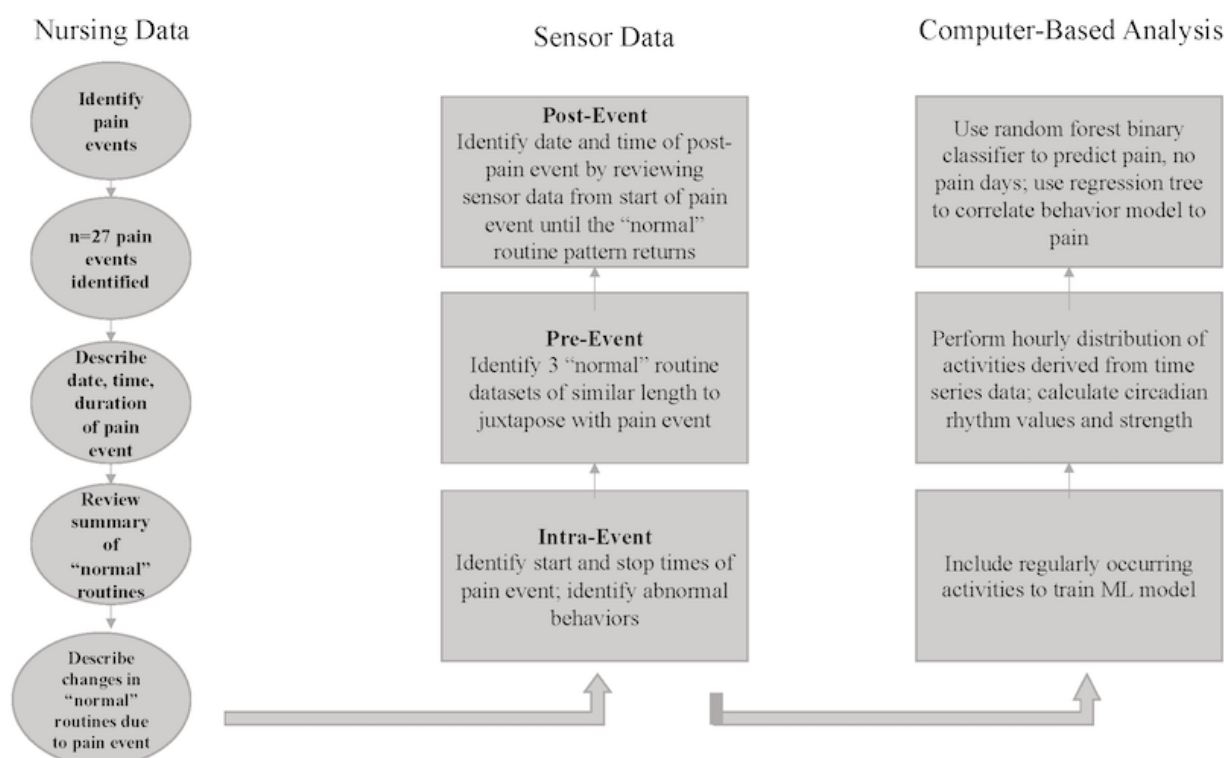 Nursing Data
Identify
pain
events
n=27 pain
events
identified
Describe
date, time,
duration
of pain
event
Review
summary
of
“normal”
routines
Describe
changes in
“normal”
routines due
to pain event
Sensor Data
Post-Event
Identify date and time of post-
pain event by reviewing
sensor data from start of pain
event until the “normal”
routine pattern returns
Pre-Event
Identify 3 “normal” routine
datasets of similar length to
juxtapose with pain event
Intra-Event
Identify start and stop times of
pain event; identify abnormal
behaviors
Computer-Based Analysis
Use random forest binary
classifier to predict pain, no
pain days; use regression tree
to correlate behavior model to
pain
Perform hourly distribution of
activities derived from time
series data; calculate circadian
rhythm values and strength
Include regularly occurring
activities to train ML model